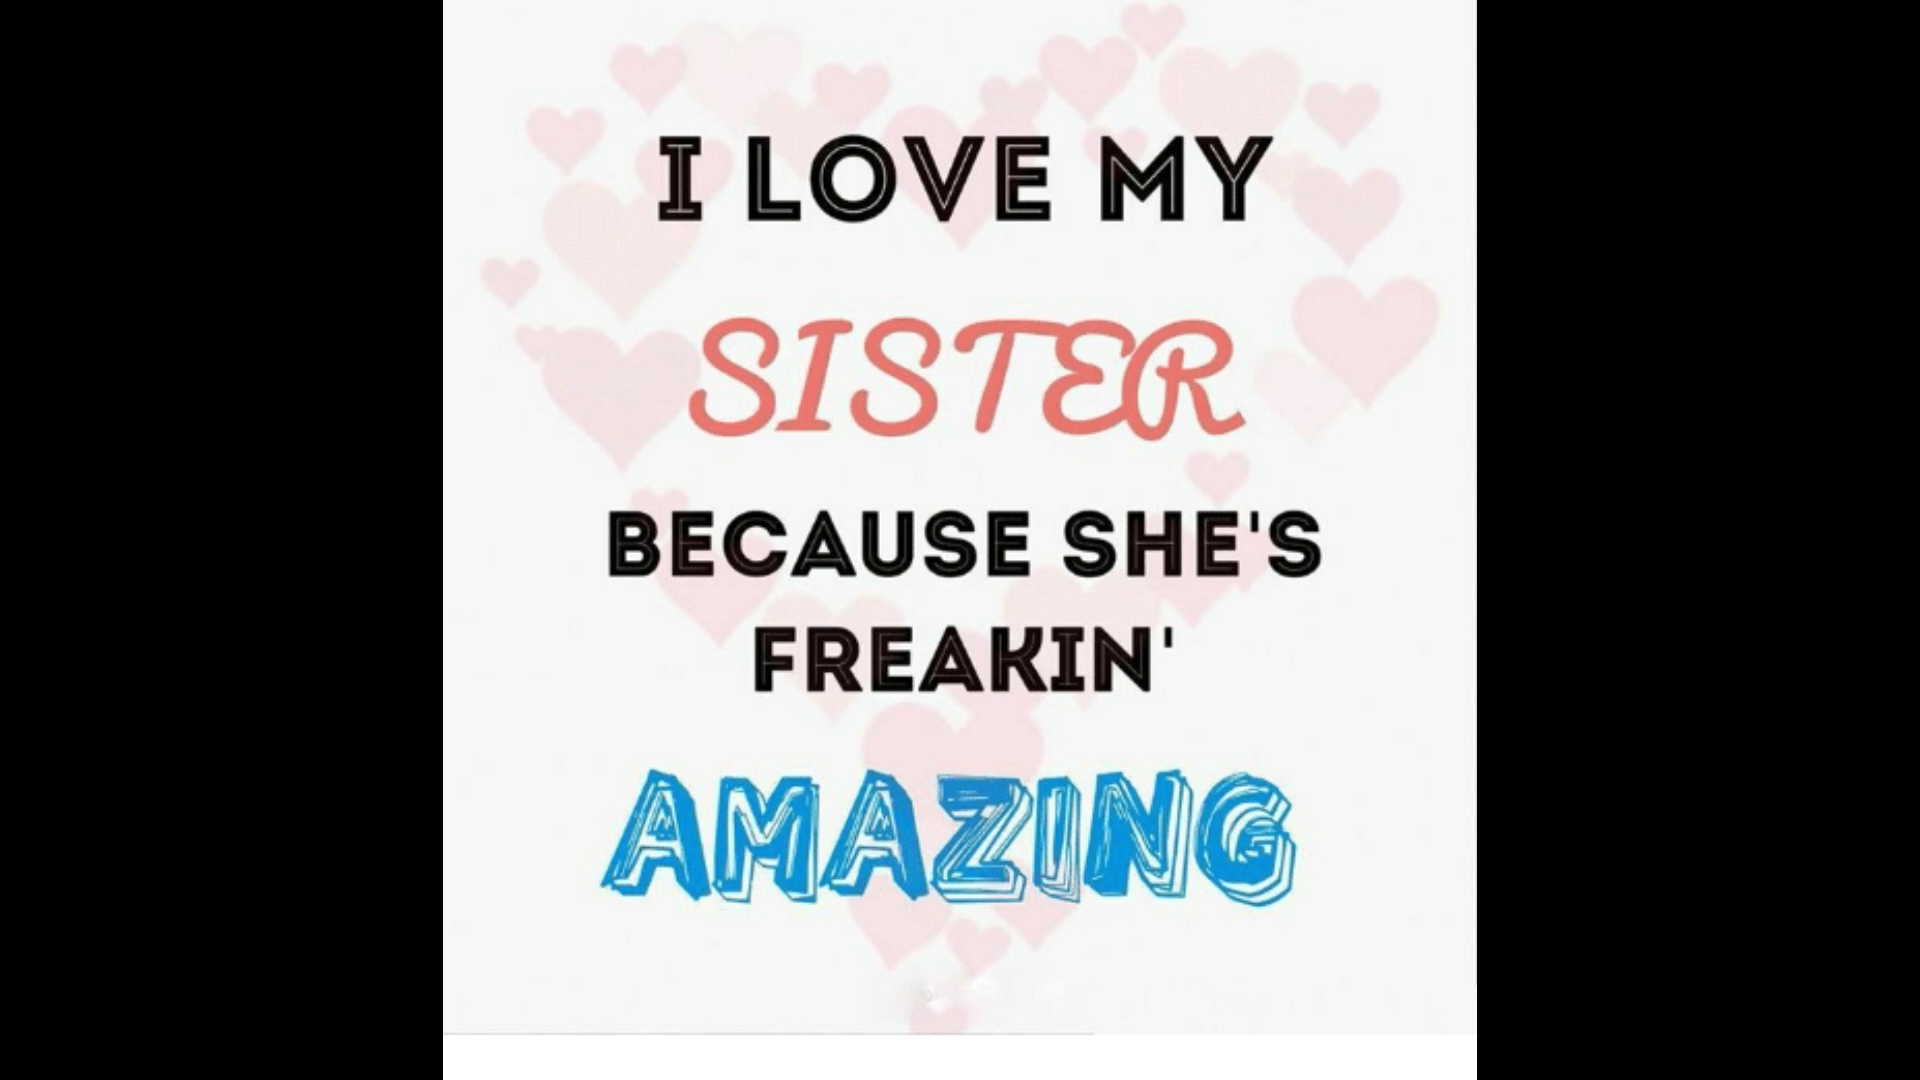 I LOVE MY
SISTER
BECAUSE SHE'S
FREAKIN'
AMAZING